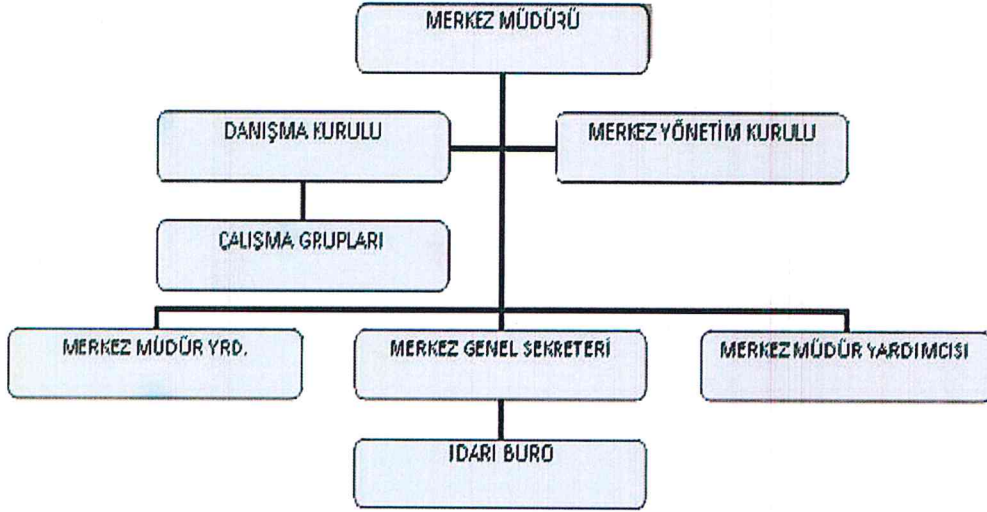 MERKEZ MÜDÜRÜ
DANIŞMA KURULU
MERKEZ YÖNETİM KURULU
ÇALIŞMA GRUPLARI
MERKEZ MÜDÜR YRD.
MERKEZ GENEL SEKRETERİ
MERKEZ MÜDÜR YARDIMCISI
İDARİ BÜRO